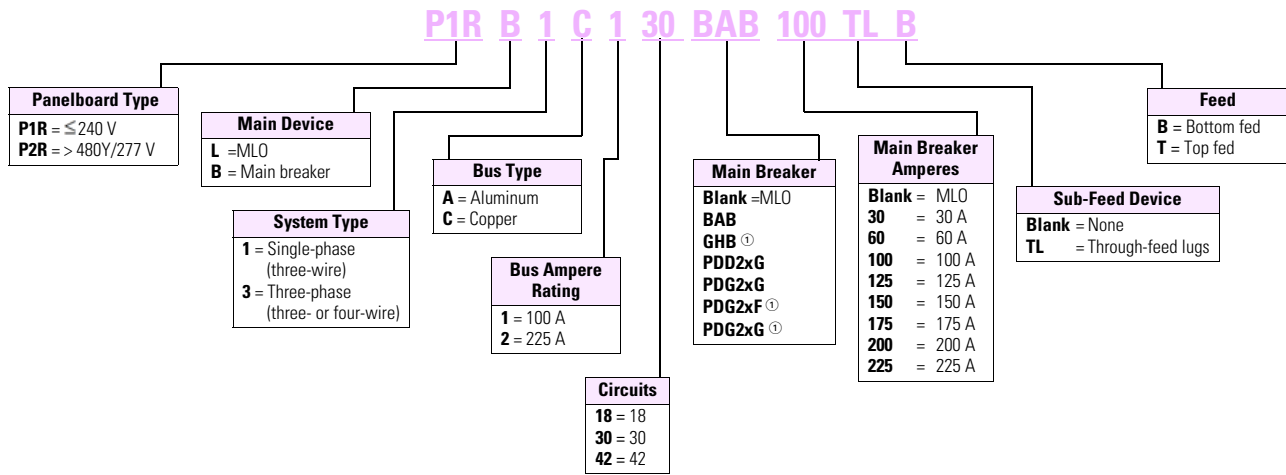 P1R B 1 C 1 30 BAB 100 TL B
Panelboard Type
P1R = ≦240 V
P2R = > 480Y/277 V
Main Device
L =MLO
B = Main breaker
System Type
1 = Single-phase
(three-wire)
3 = Three-phase
(three- or four-wire)
Bus Type
A = Aluminum
C = Copper
Bus Ampere
Rating
1 = 100 A
2 = 225 A
Circuits
18 = 18
30 = 30
42 = 42
Main Breaker
Blank =MLO
BAB
GHB ①
PDD2xG
PDG2xG
PDG2xF ①
PDG2xG ①
Main Breaker
Amperes
Blank = MLO
30 = 30 A
60 = 60 A
100 = 100 A
125 = 125 A
150 = 150 A
175 = 175 A
200 = 200 A
225 = 225 A
Sub-Feed Device
Blank = None
TL = Through-feed lugs
Feed
B = Bottom fed
T = Top fed